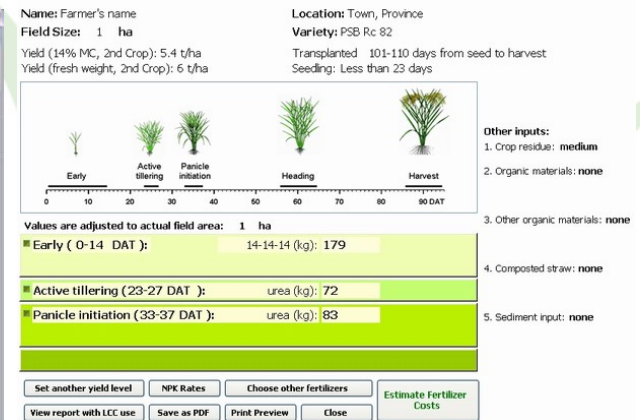 Name: Farmer's name
Location: Town, Province
Field Size: 1 ha
Variety: PSB Rc 82
Yield (14% MC, 2nd Crop): 5.4 t/ha
Transplanted 101-110 days from seed to harvest
Yield (fresh weight, 2nd Crop): 6 t/ha
Seedling: Less than 23 days
Early
Active tillering
Panicle initiation
Heading
Harvest
0 10 20 30 40 50 60 70 80 90 DAT
Other inputs:
1. Crop residue: medium
2. Organic materials: none
3. Other organic materials: none
4. Composted straw: none
5. Sediment input: none
Values are adjusted to actual field area: 1 ha
Early ( 0-14 DAT ): 14-14-14 (kg): 179
Active tillering (23-27 DAT ): urea (kg): 72
Panicle initiation (33-37 DAT ): urea (kg): 83
Set another yield level
NPK Rates
Choose other fertilizers
Estimate Fertilizer Costs
View report with LCC use
Save as PDF
Print Preview
Close